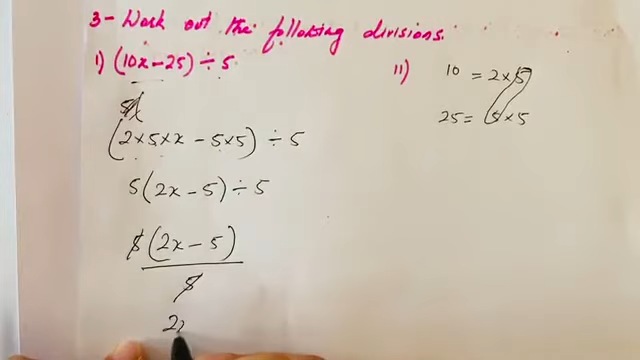 3- Work out the following divisions.
i) (10x-25) ÷ 5
(2×5×x - 5×5) ÷ 5
5(2x - 5) ÷ 5
5(2x - 5)
5
2x
ii) 10 = 2×5
25 = 5×5